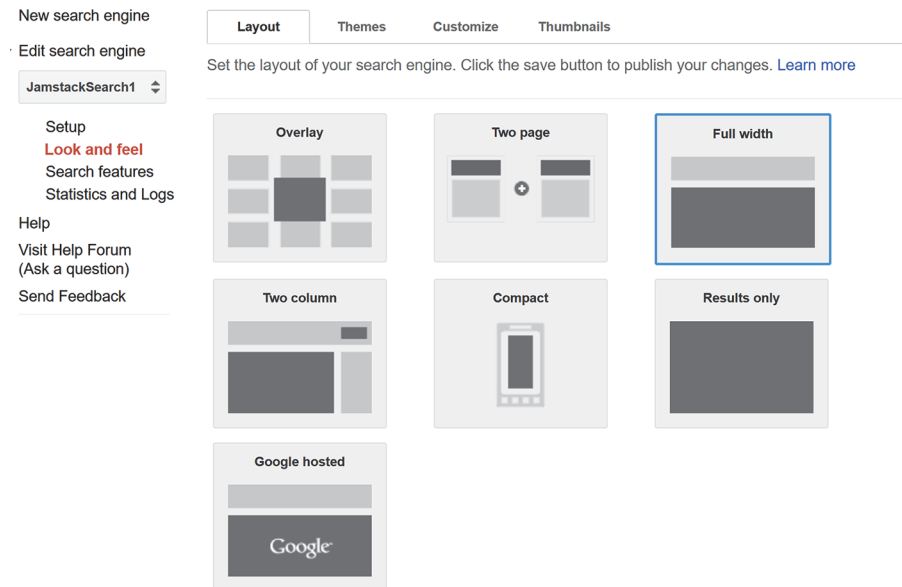 New search engine
Edit search engine
JamstackSearch1
Setup
Look and feel
Search features
Statistics and Logs
Help
Visit Help Forum
(Ask a question)
Send Feedback
Layout Themes Customize Thumbnails
Set the layout of your search engine. Click the save button to publish your changes. Learn more
Overlay Two page Full width
Two column Compact Results only
Google hosted
Google